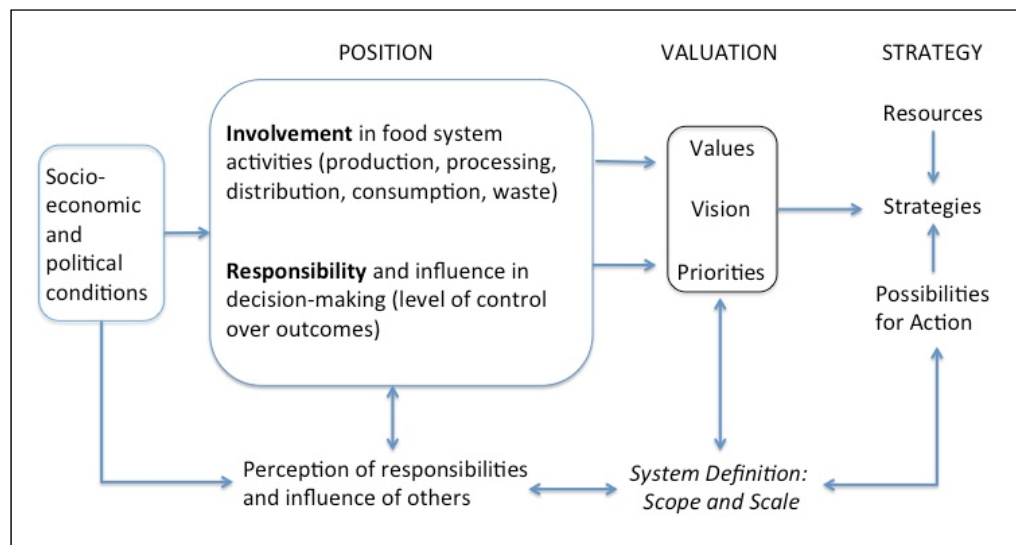 POSITION
VALUATION
STRATEGY
Socio-
economic
and
political
conditions
Involvement in food system
activities (production, processing,
distribution, consumption, waste)
Responsibility and influence in
decision-making (level of control
over outcomes)
Values
Vision
Priorities
Resources
Strategies
Possibilities
for Action
Perception of responsibilities
and influence of others
System Definition:
Scope and Scale